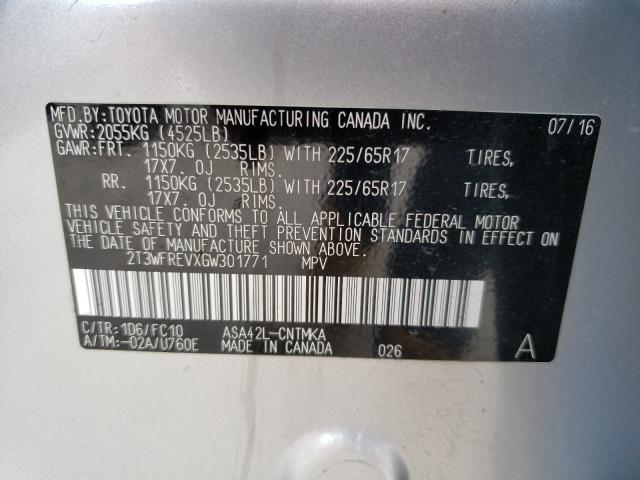 MFD.BY:TOYOTA MOTOR MANUFACTURING CANADA INC. 07/16
GVWR:2055KG (4525LB)
GAWR:FRT. 1150KG (2535LB) WITH 225/65R17 TIRES,
17X7.0J RIMS.
RR. 1150KG (2535LB) WITH 225/65R17 TIRES,
17X7.0J RIMS.
THIS VEHICLE CONFORMS TO ALL APPLICABLE FEDERAL MOTOR
VEHICLE SAFETY AND THEFT PREVENTION STANDARDS IN EFFECT ON
THE DATE OF MANUFACTURE SHOWN ABOVE.
2T3WFREVXGW301771 MPV
C/TR:1D6/FC10 ASA42L-CNTMKA
A/TM:-02A/U760E MADE IN CANADA 026 A